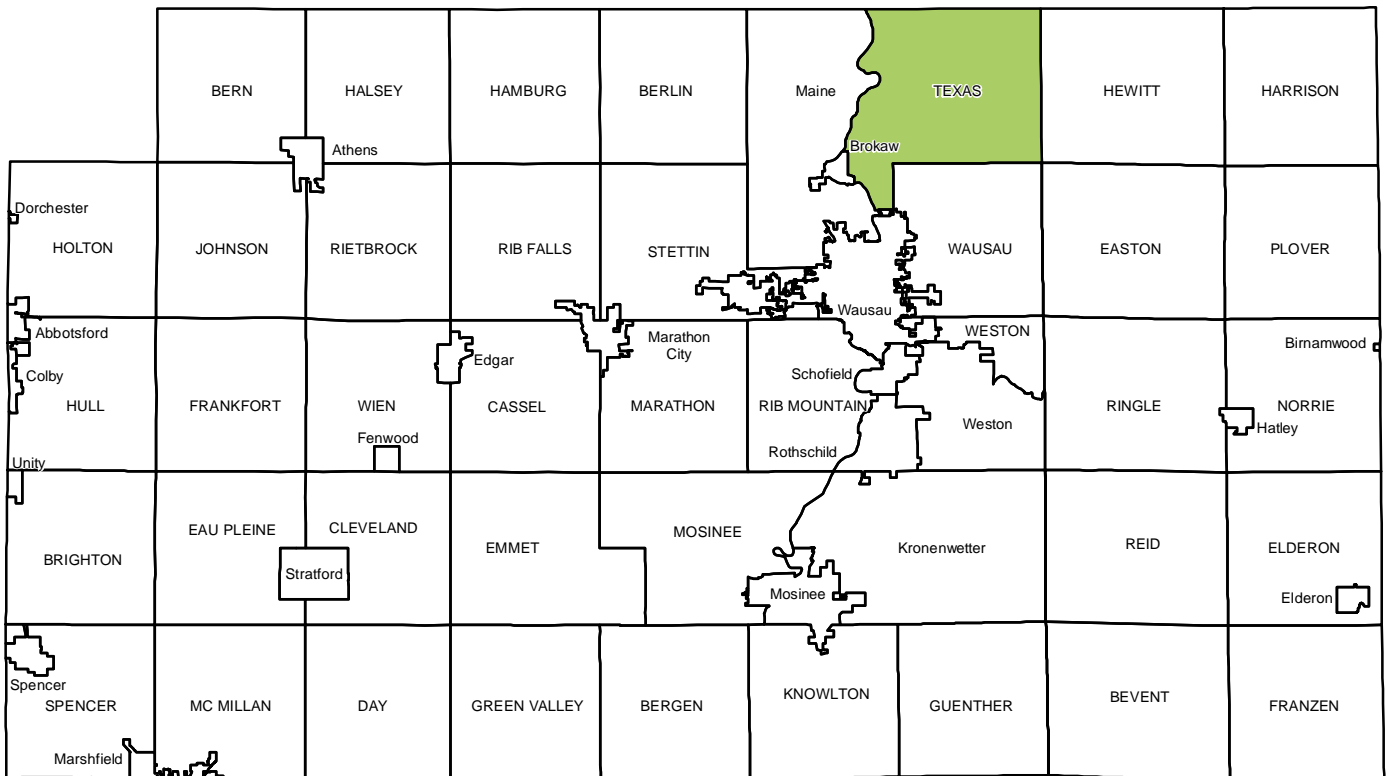 BERN
HALSEY
HAMBURG
BERLIN
Maine
TEXAS
HEWITT
HARRISON
Athens
Brokaw
Dorchester
HOLTON
JOHNSON
RIETBROCK
RIB FALLS
STETTIN
WAUSAU
EASTON
PLOVER
Wausau
Abbotsford
Marathon
City
WESTON
Birnamwood
Edgar
Colby
Schofield
HULL
FRANKFORT
WIEN
CASSEL
MARATHON
RIB MOUNTAIN
Weston
RINGLE
NORRIE
Hatley
Fenwood
Rothschild
Unity
EAU PLEINE
CLEVELAND
EMMET
MOSINEE
Kronenwetter
REID
ELDERON
BRIGHTON
Stratford
Mosinee
Elderon
Spencer
SPENCER
MC MILLAN
DAY
GREEN VALLEY
BERGEN
KNOWLTON
GUENTHER
BEVENT
FRANZEN
Marshfield